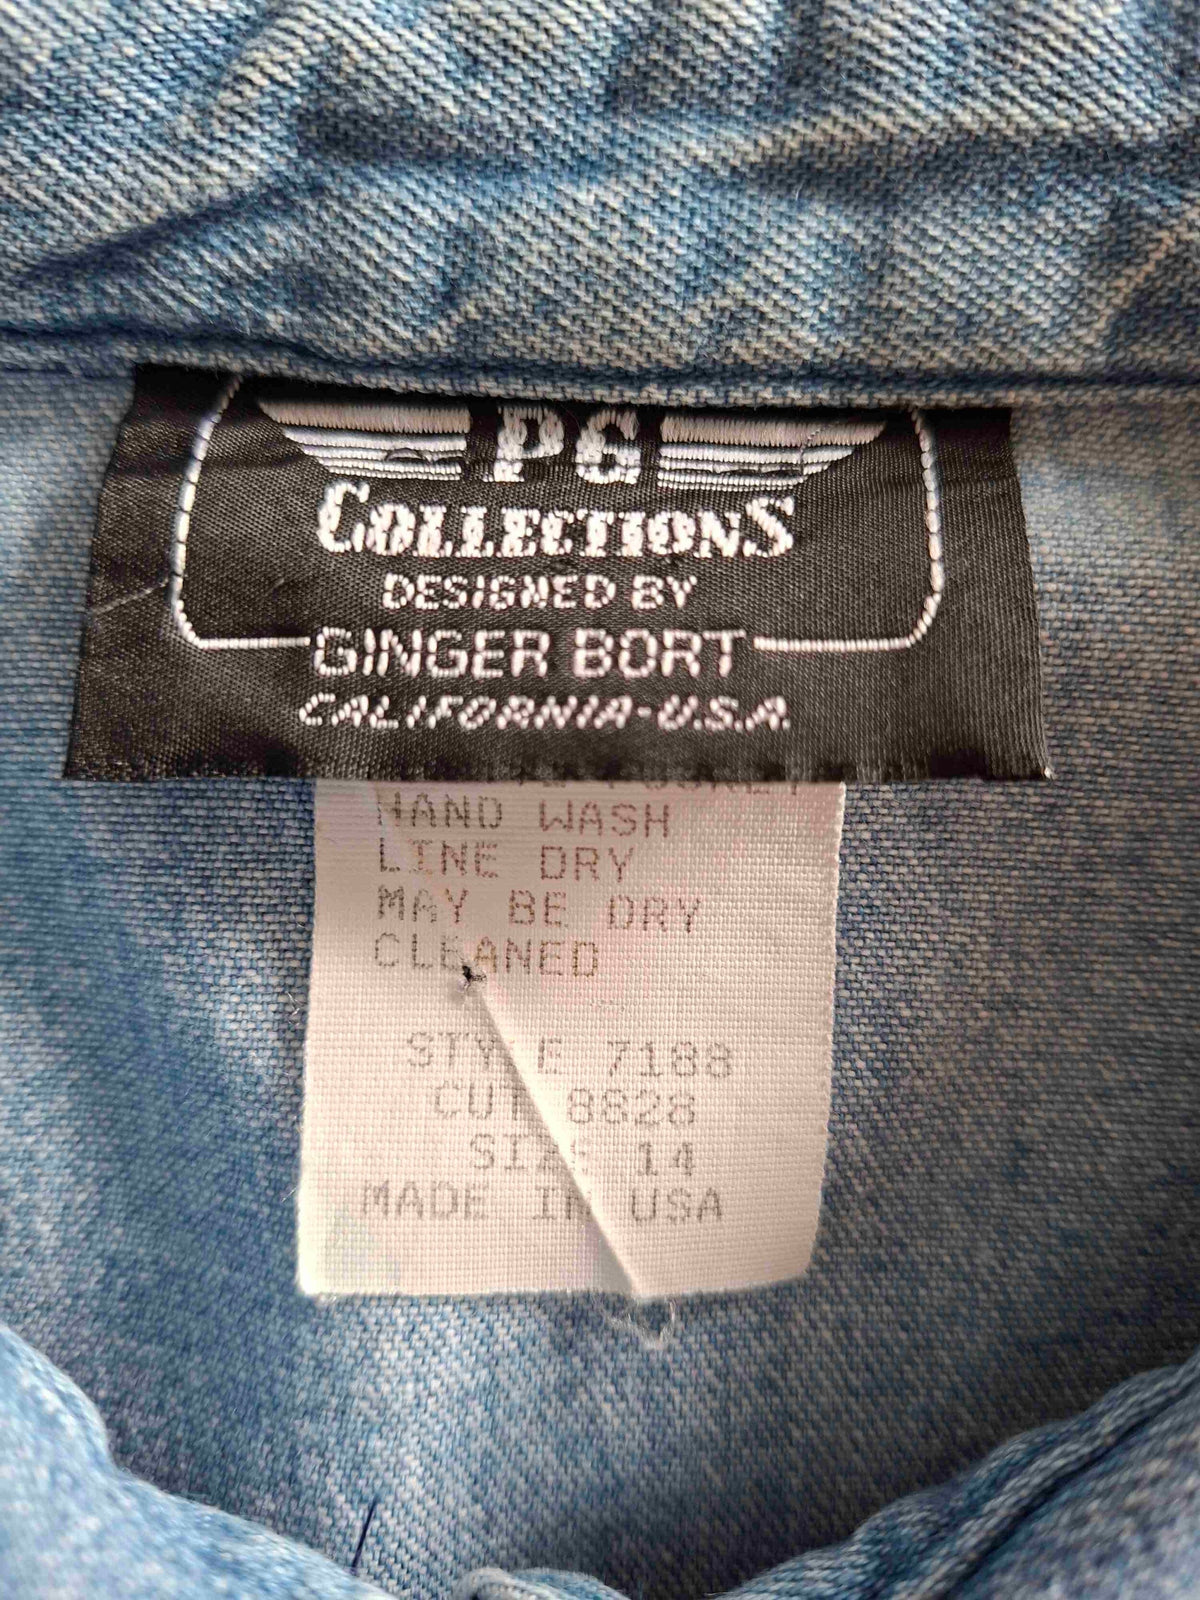 PG
COLLECTIONS
DESIGNED BY
GINGER BORT
CALIFORNIA-U.S.A.
HAND WASH
LINE DRY
MAY BE DRY
CLEANED
STYLE 7188
CUT 8828
SIZE 14
MADE IN USA